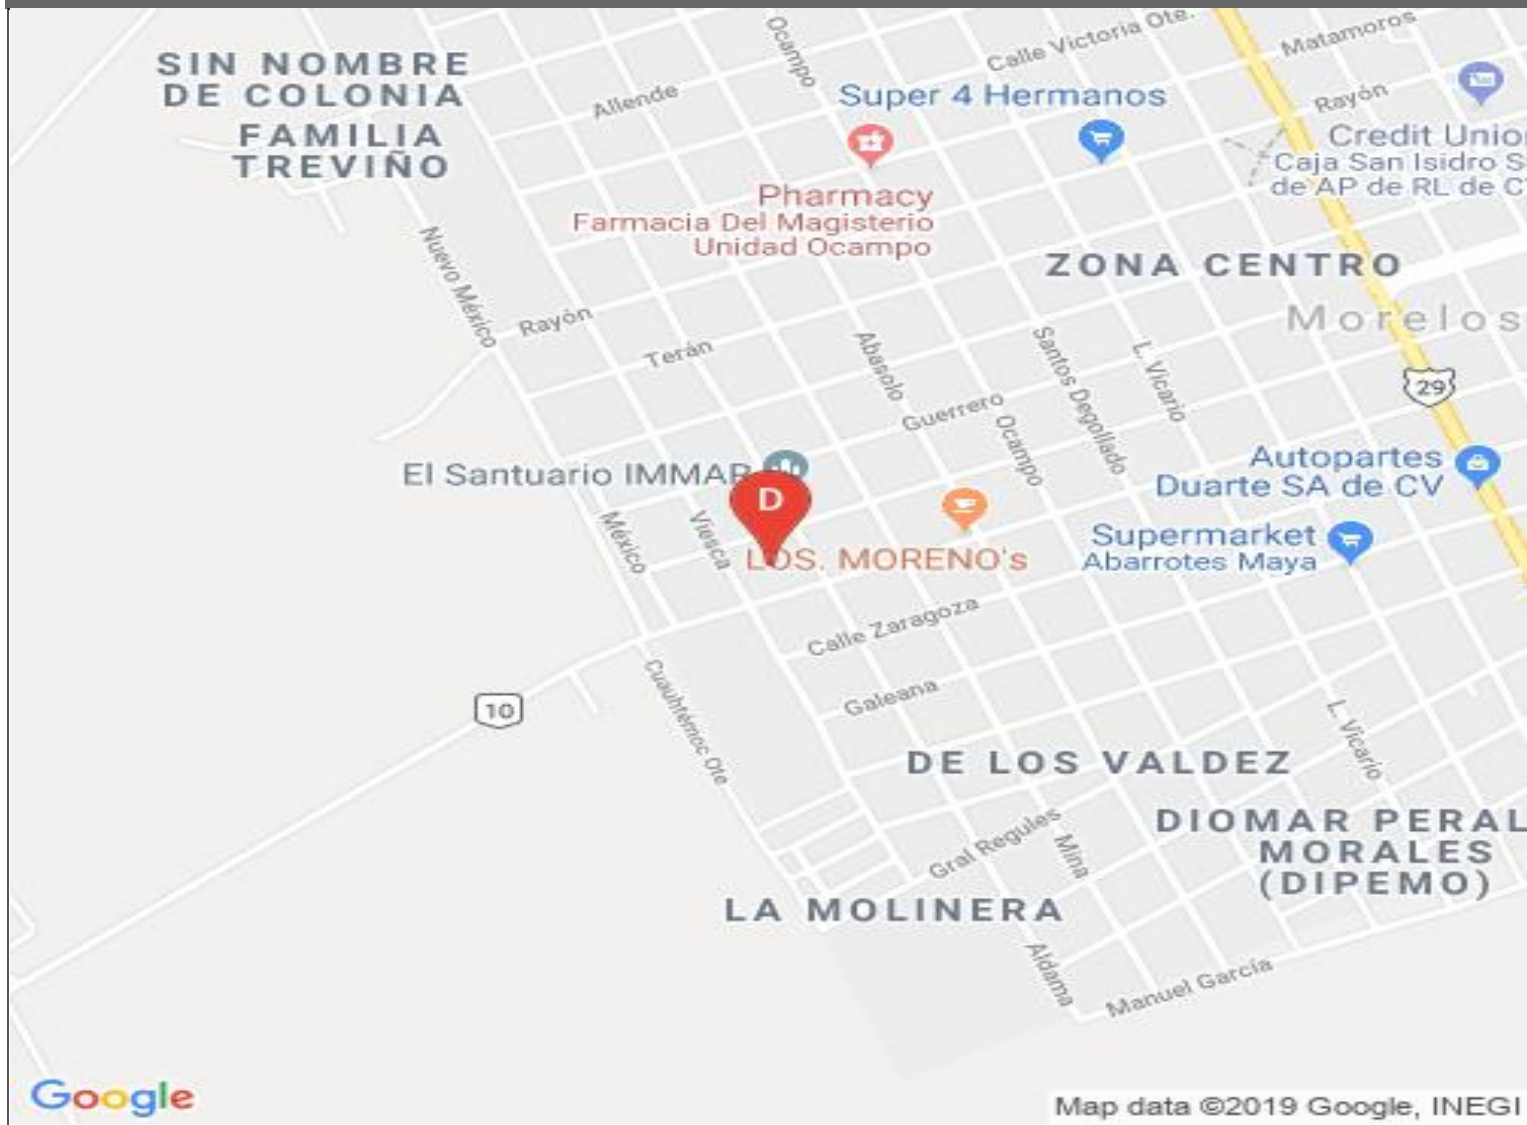 Ocampo
Calle Victoria Ote.
Matamoros
SIN NOMBRE
DE COLONIA
FAMILIA
TREVIÑO
Allende
Super 4 Hermanos
Rayón
Credit Union
Caja San Isidro S
de AP de RL de CV
Pharmacy
Farmacia Del Magisterio
Unidad Ocampo
Nuevo México
ZONA CENTRO
Morelos
Rayón
Terán
Abasolo
Santos Degollado
L. Vicario
29
Guerrero
Ocampo
El Santuario IMMAR
D
Autopartes
Duarte SA de CV
México
Viesca
LOS. MORENO's
Supermarket
Abarrotes Maya
Calle Zaragoza
Cuauhtémoc Ote
10
Galeana
L. Vicario
DE LOS VALDEZ
Gral Regules
Mina
DIOMAR PERAL
MORALES
(DIPEMO)
LA MOLINERA
Aldama
Manuel García
Google
Map data ©2019 Google, INEGI